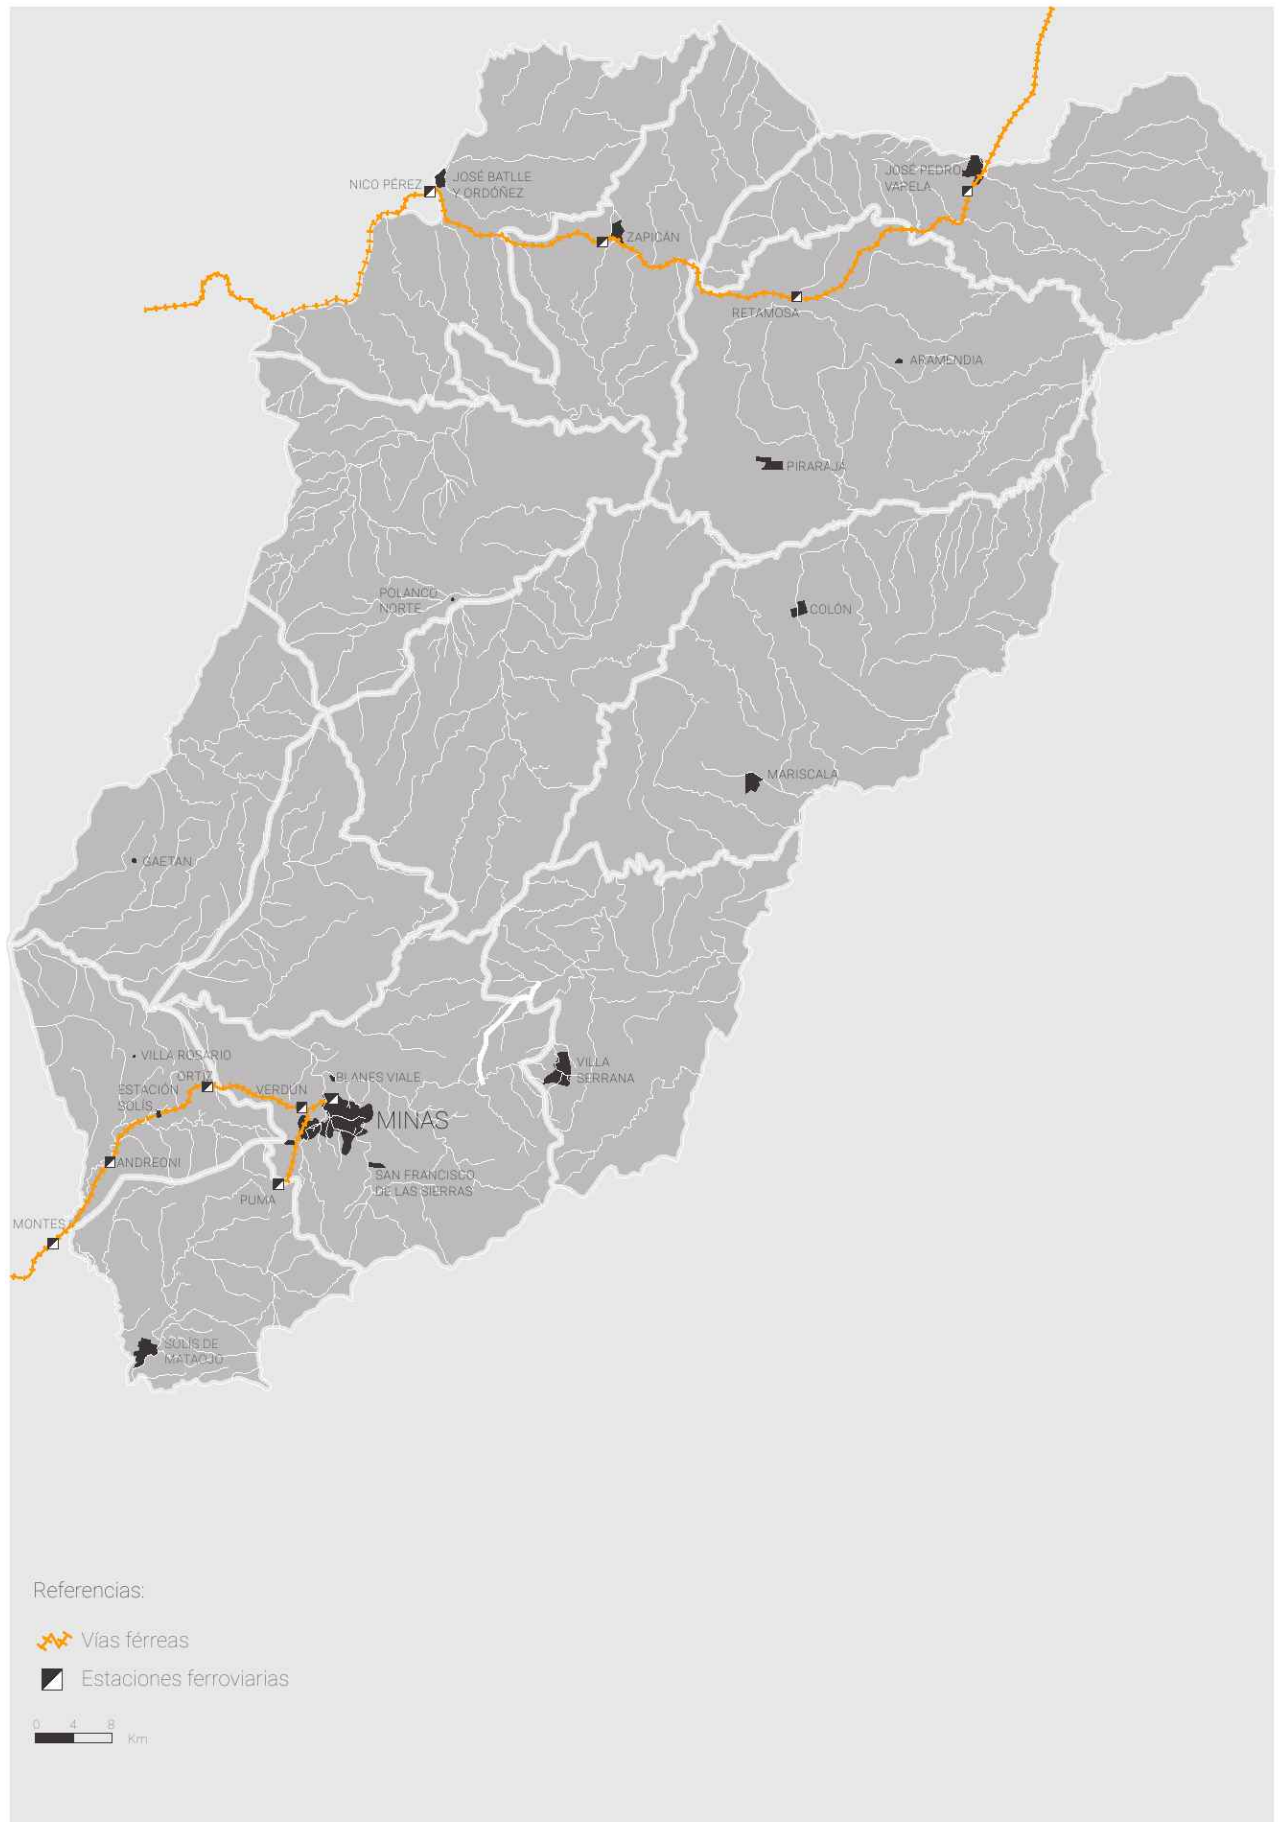 NICO PÉREZ
JOSÉ BATLLE
Y ORDÓÑEZ
JOSÉ PEDRO
VARELA
ZAPICÁN
RETAMOSA
ARAMENDIA
PIRARAJÁ
POLANCO
NORTE
COLÓN
MARISCALA
GAETAN
VILLA ROSARIO
ORTIZ
BLANES VIALE
VILLA
SERRANA
ESTACIÓN
SOLÍS
VERDÚN
MINAS
ANDREONI
SAN FRANCISCO
DE LAS SIERRAS
PUMA
MONTES
SOLÍS DE
MATAOJO
Referencias:
Vías férreas
Estaciones ferroviarias
0 4 8
Km